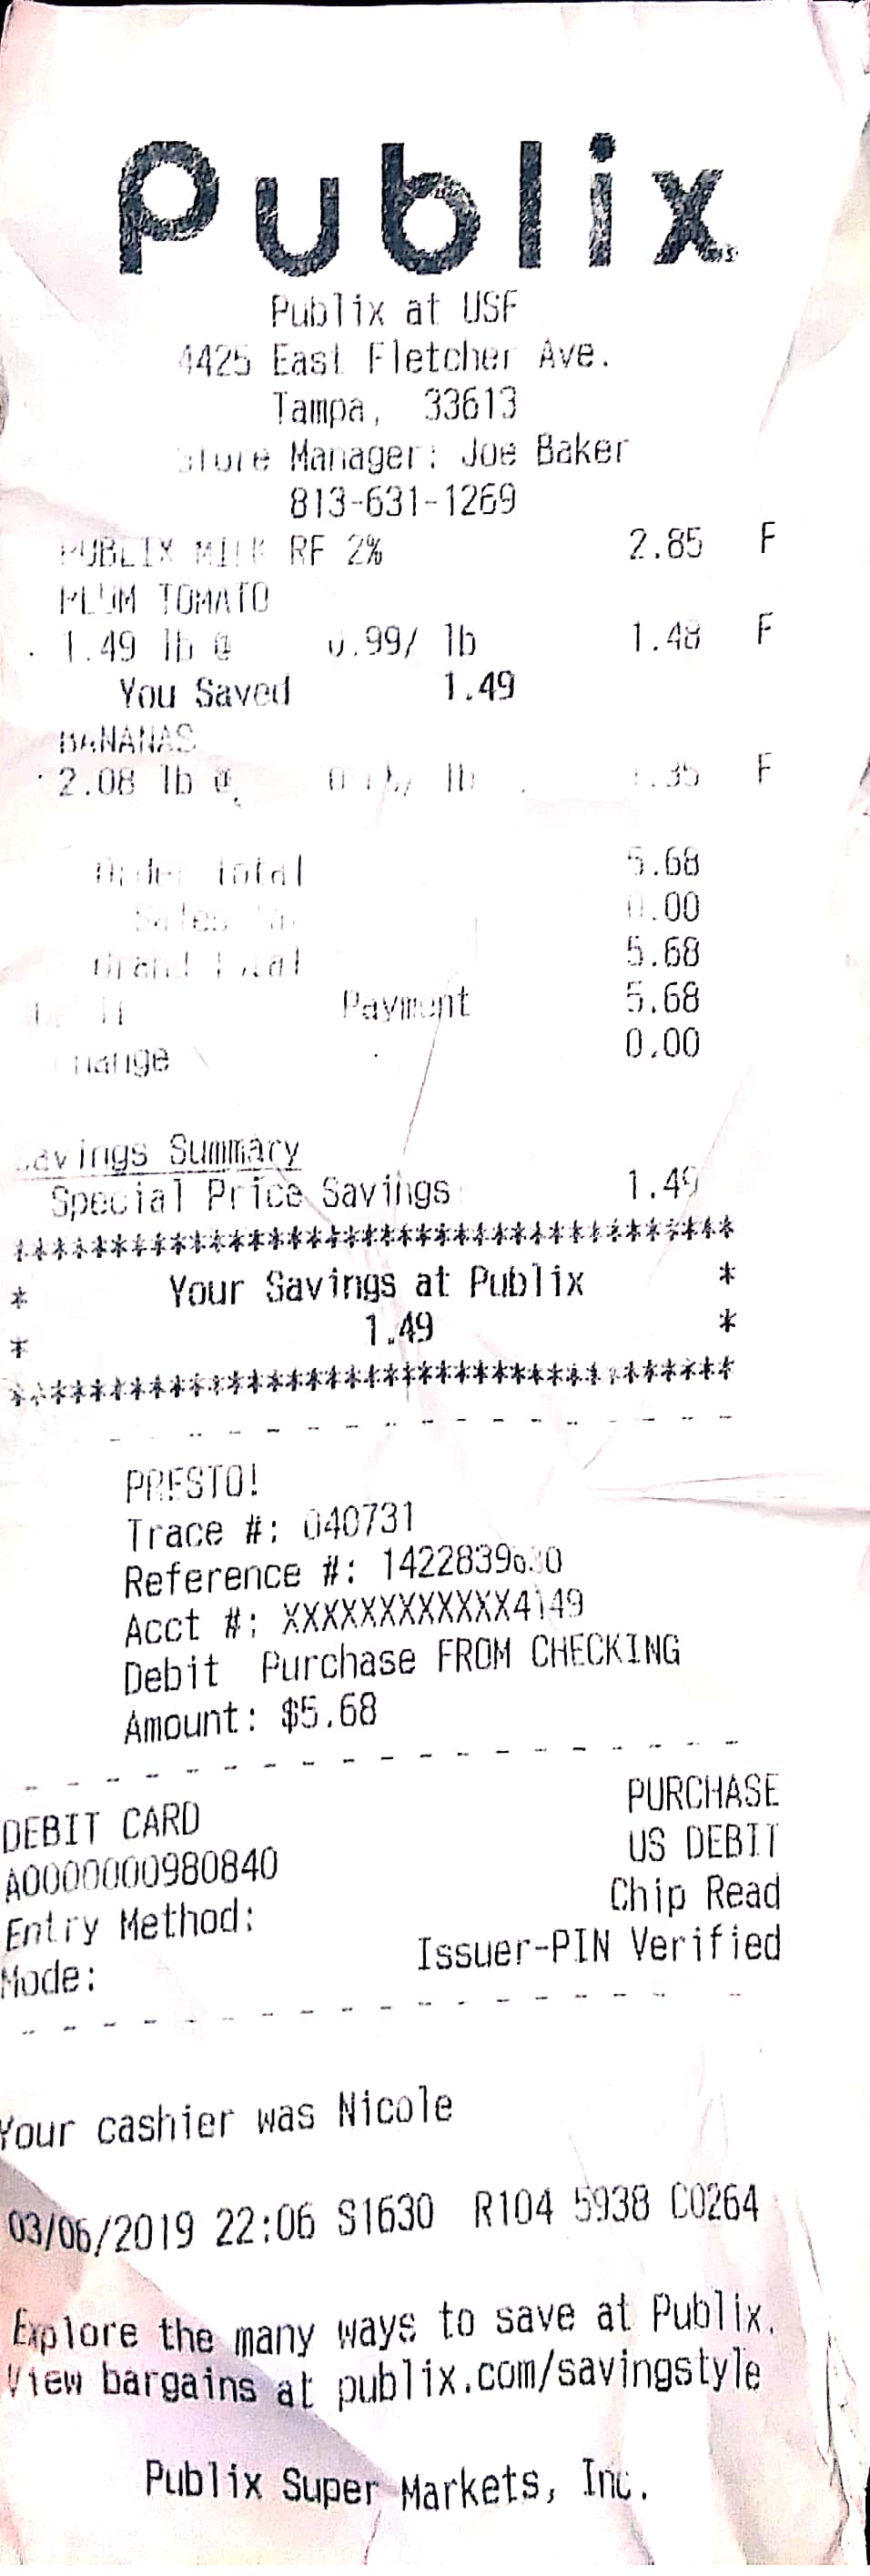 Publix
Publix at USF
4425 East Fletcher Ave.
Tampa, 33613
Store Manager: Joe Baker
813-631-1269
PUBLIX MILK RF 2% 2.85 F
PLUM TOMATO
1.49 lb @ 0.99/ lb 1.48 F
You Saved 1.49
BANANAS
2.08 lb @ lb 1.35 F
Order Total 5.68
Sales Tax 0.00
Grand Total 5.68
Debit Payment 5.68
Change 0.00
Savings Summary
Special Price Savings 1.49
*************************************
* Your Savings at Publix *
* 1.49 *
*************************************
PRESTO!
Trace #: 040731
Reference #:
Acct #: XXXXXXXXXXXX4149
Debit Purchase FROM CHECKING
Amount: $5.68
DEBIT CARD PURCHASE
A0000000980840 US DEBIT
Entry Method: Chip Read
Mode: Issuer-PIN Verified
Your cashier was Nicole
03/06/2019 22:06 S1630 R104 5938 C0264
Explore the many ways to save at Publix.
View bargains at publix.com/savingstyle
Publix Super Markets, Inc.